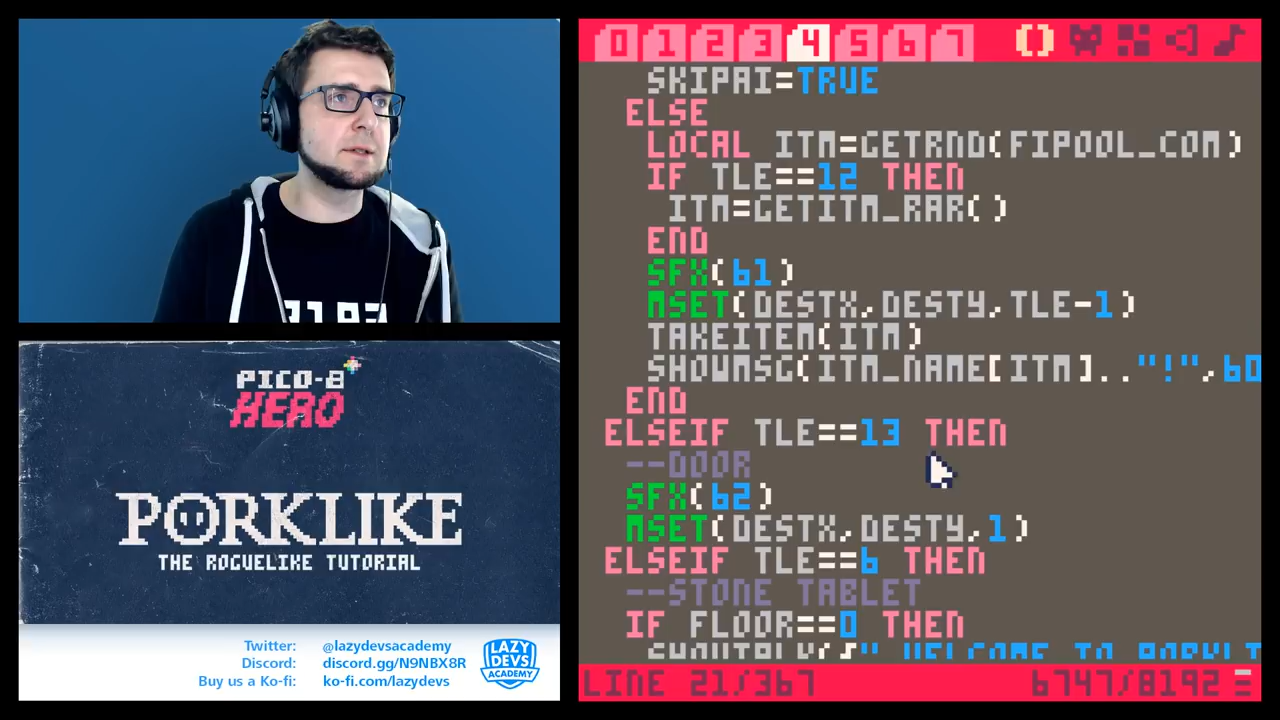 0 1 2 3 4 5 6 7
SKIPAI=TRUE
ELSE
LOCAL ITM=GETRND(FIPOOL_COM)
IF TLE==12 THEN
ITM=GETITM_RAR()
END
SFX(61)
MSET(DESTX,DESTY,TLE-1)
TAKEITEM(ITM)
SHOWMSG(ITM_NAME[ITM].."!",60
END
ELSEIF TLE==13 THEN
--DOOR
SFX(62)
MSET(DESTX,DESTY,1)
ELSEIF TLE==6 THEN
--STONE TABLET
IF FLOOR==0 THEN
LINE 21/367
6747/8192
PICO-8
HERO
PORKLIKE
THE ROGUELIKE TUTORIAL
Twitter: @lazydevsacademy
Discord: discord.gg/N9NBX8R
Buy us a Ko-fi: ko-fi.com/lazydevs
LAZY
DEVS
ACADEMY